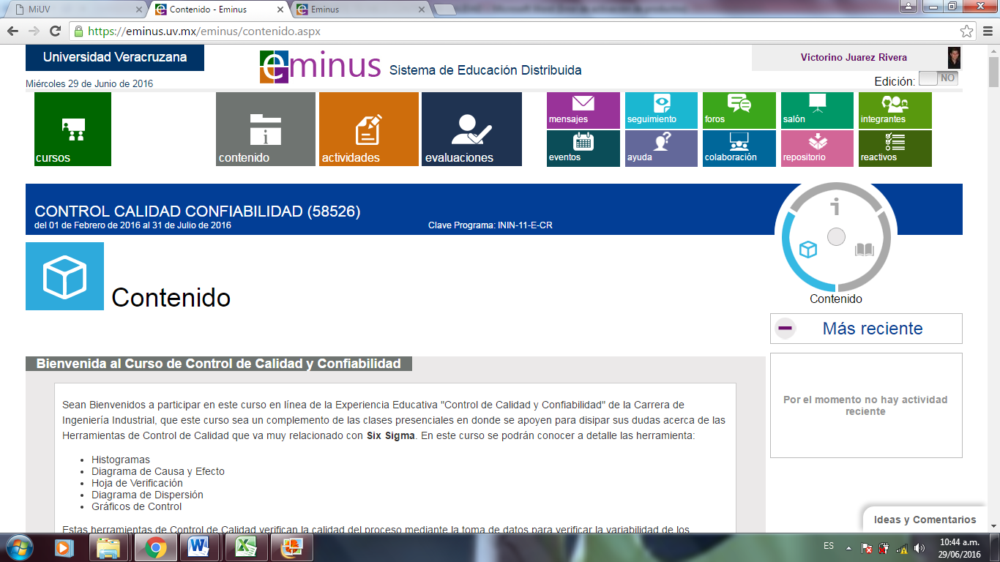 MiUV
Contenido - Eminus
Eminus
https://eminus.uv.mx/eminus/contenido.aspx
Universidad Veracruzana
Miércoles 29 de Junio de 2016
eminus Sistema de Educación Distribuida
Victorino Juarez Rivera
Edición: NO
cursos
contenido
actividades
evaluaciones
mensajes
seguimiento
foros
salón
integrantes
eventos
ayuda
colaboración
repositorio
reactivos
CONTROL CALIDAD CONFIABILIDAD (58526)
del 01 de Febrero de 2016 al 31 de Julio de 2016
Clave Programa: ININ-11-E-CR
Contenido
Contenido
Más reciente
Por el momento no hay actividad
reciente
Bienvenida al Curso de Control de Calidad y Confiabilidad
Sean Bienvenidos a participar en este curso en línea de la Experiencia Educativa "Control de Calidad y Confiabilidad" de la Carrera de
Ingeniería Industrial, que este curso sea un complemento de las clases presenciales en donde se apoyen para disipar sus dudas acerca de las
Herramientas de Control de Calidad que va muy relacionado con Six Sigma. En este curso se podrán conocer a detalle las herramienta:
• Histogramas
• Diagrama de Causa y Efecto
• Hoja de Verificación
• Diagrama de Dispersión
• Gráficos de Control
Estas herramientas de Control de Calidad verifican la calidad del proceso mediante la toma de datos para verificar la variabilidad de los
Ideas y Comentarios
ES
10:44 a.m.
29/06/2016